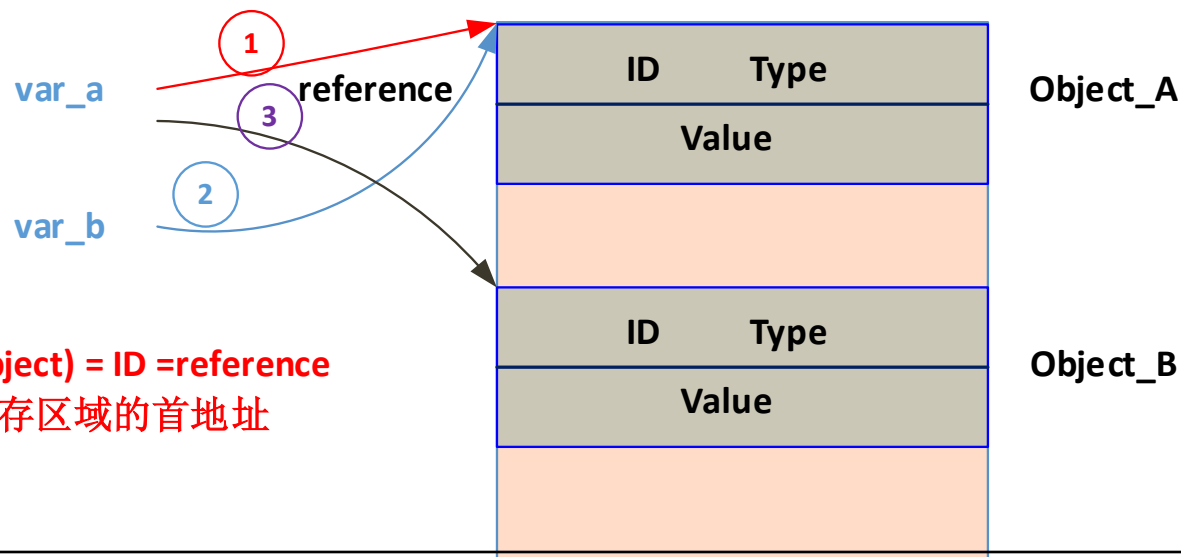 1
var_a
reference
3
ID Type
Value
Object_A
2
var_b
ID Type
Value
Object_B
ject) = ID =reference
存区域的首地址